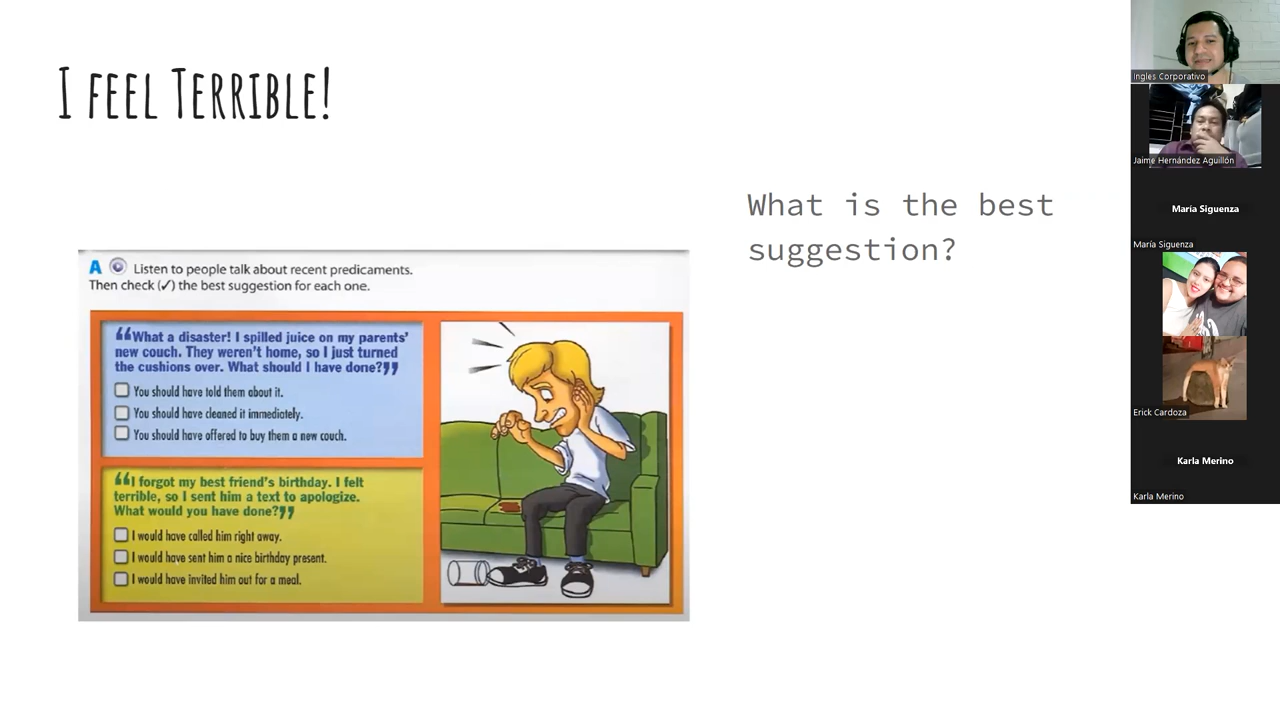 I FEEL TERRIBLE!
What is the best
suggestion?
A Listen to people talk about recent predicaments.
Then check (✓) the best suggestion for each one.
“What a disaster! I spilled juice on my parents’
new couch. They weren’t home, so I just turned
the cushions over. What should I have done?”
You should have told them about it.
You should have cleaned it immediately.
You should have offered to buy them a new couch.
“I forgot my best friend’s birthday. I felt
terrible, so I sent him a text to apologize.
What would you have done?”
I would have called him right away.
I would have sent him a nice birthday present.
I would have invited him out for a meal.
Ingles Corporativo
Jaime Hernández Aguillón
María Siguenza
María Siguenza
Erick Cardoza
Karla Merino
Karla Merino